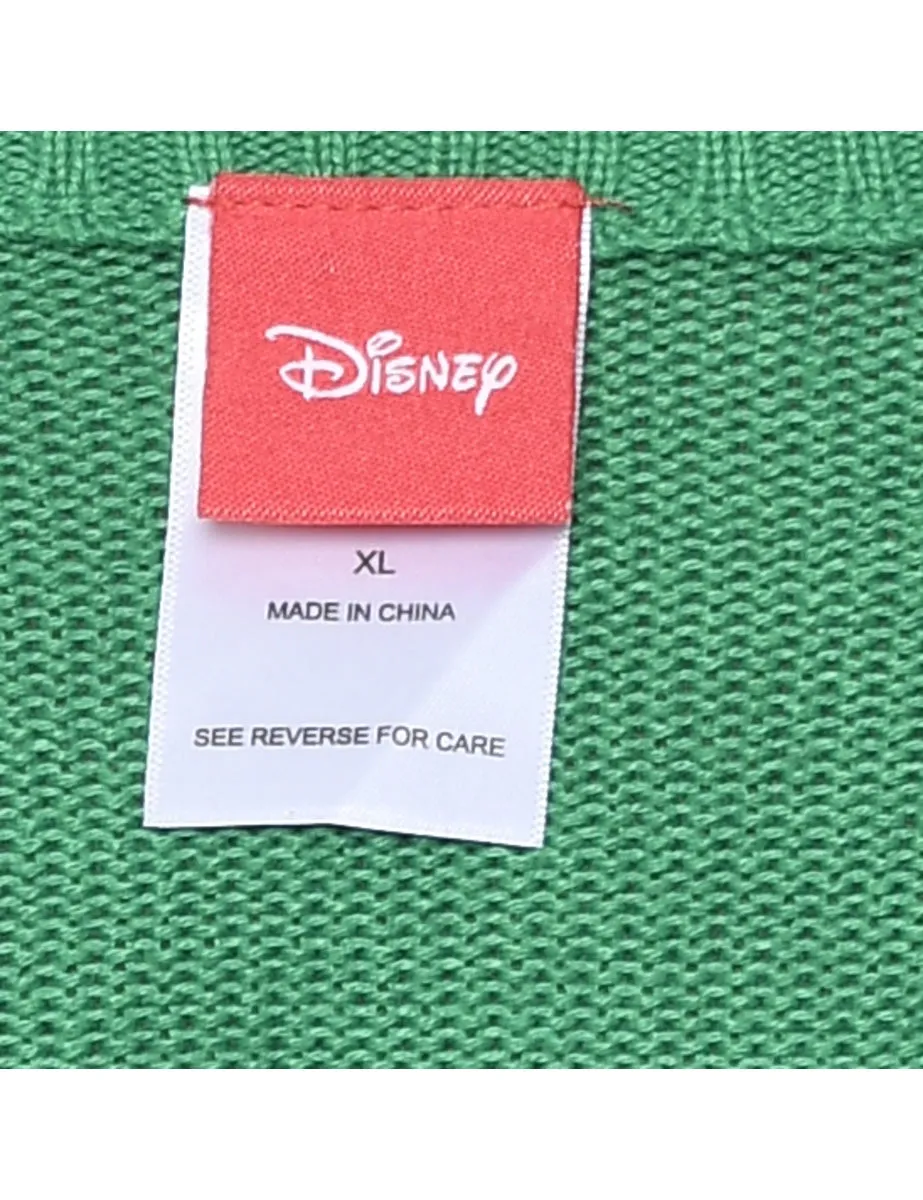 Disney
XL
MADE IN CHINA
SEE REVERSE FOR CARE